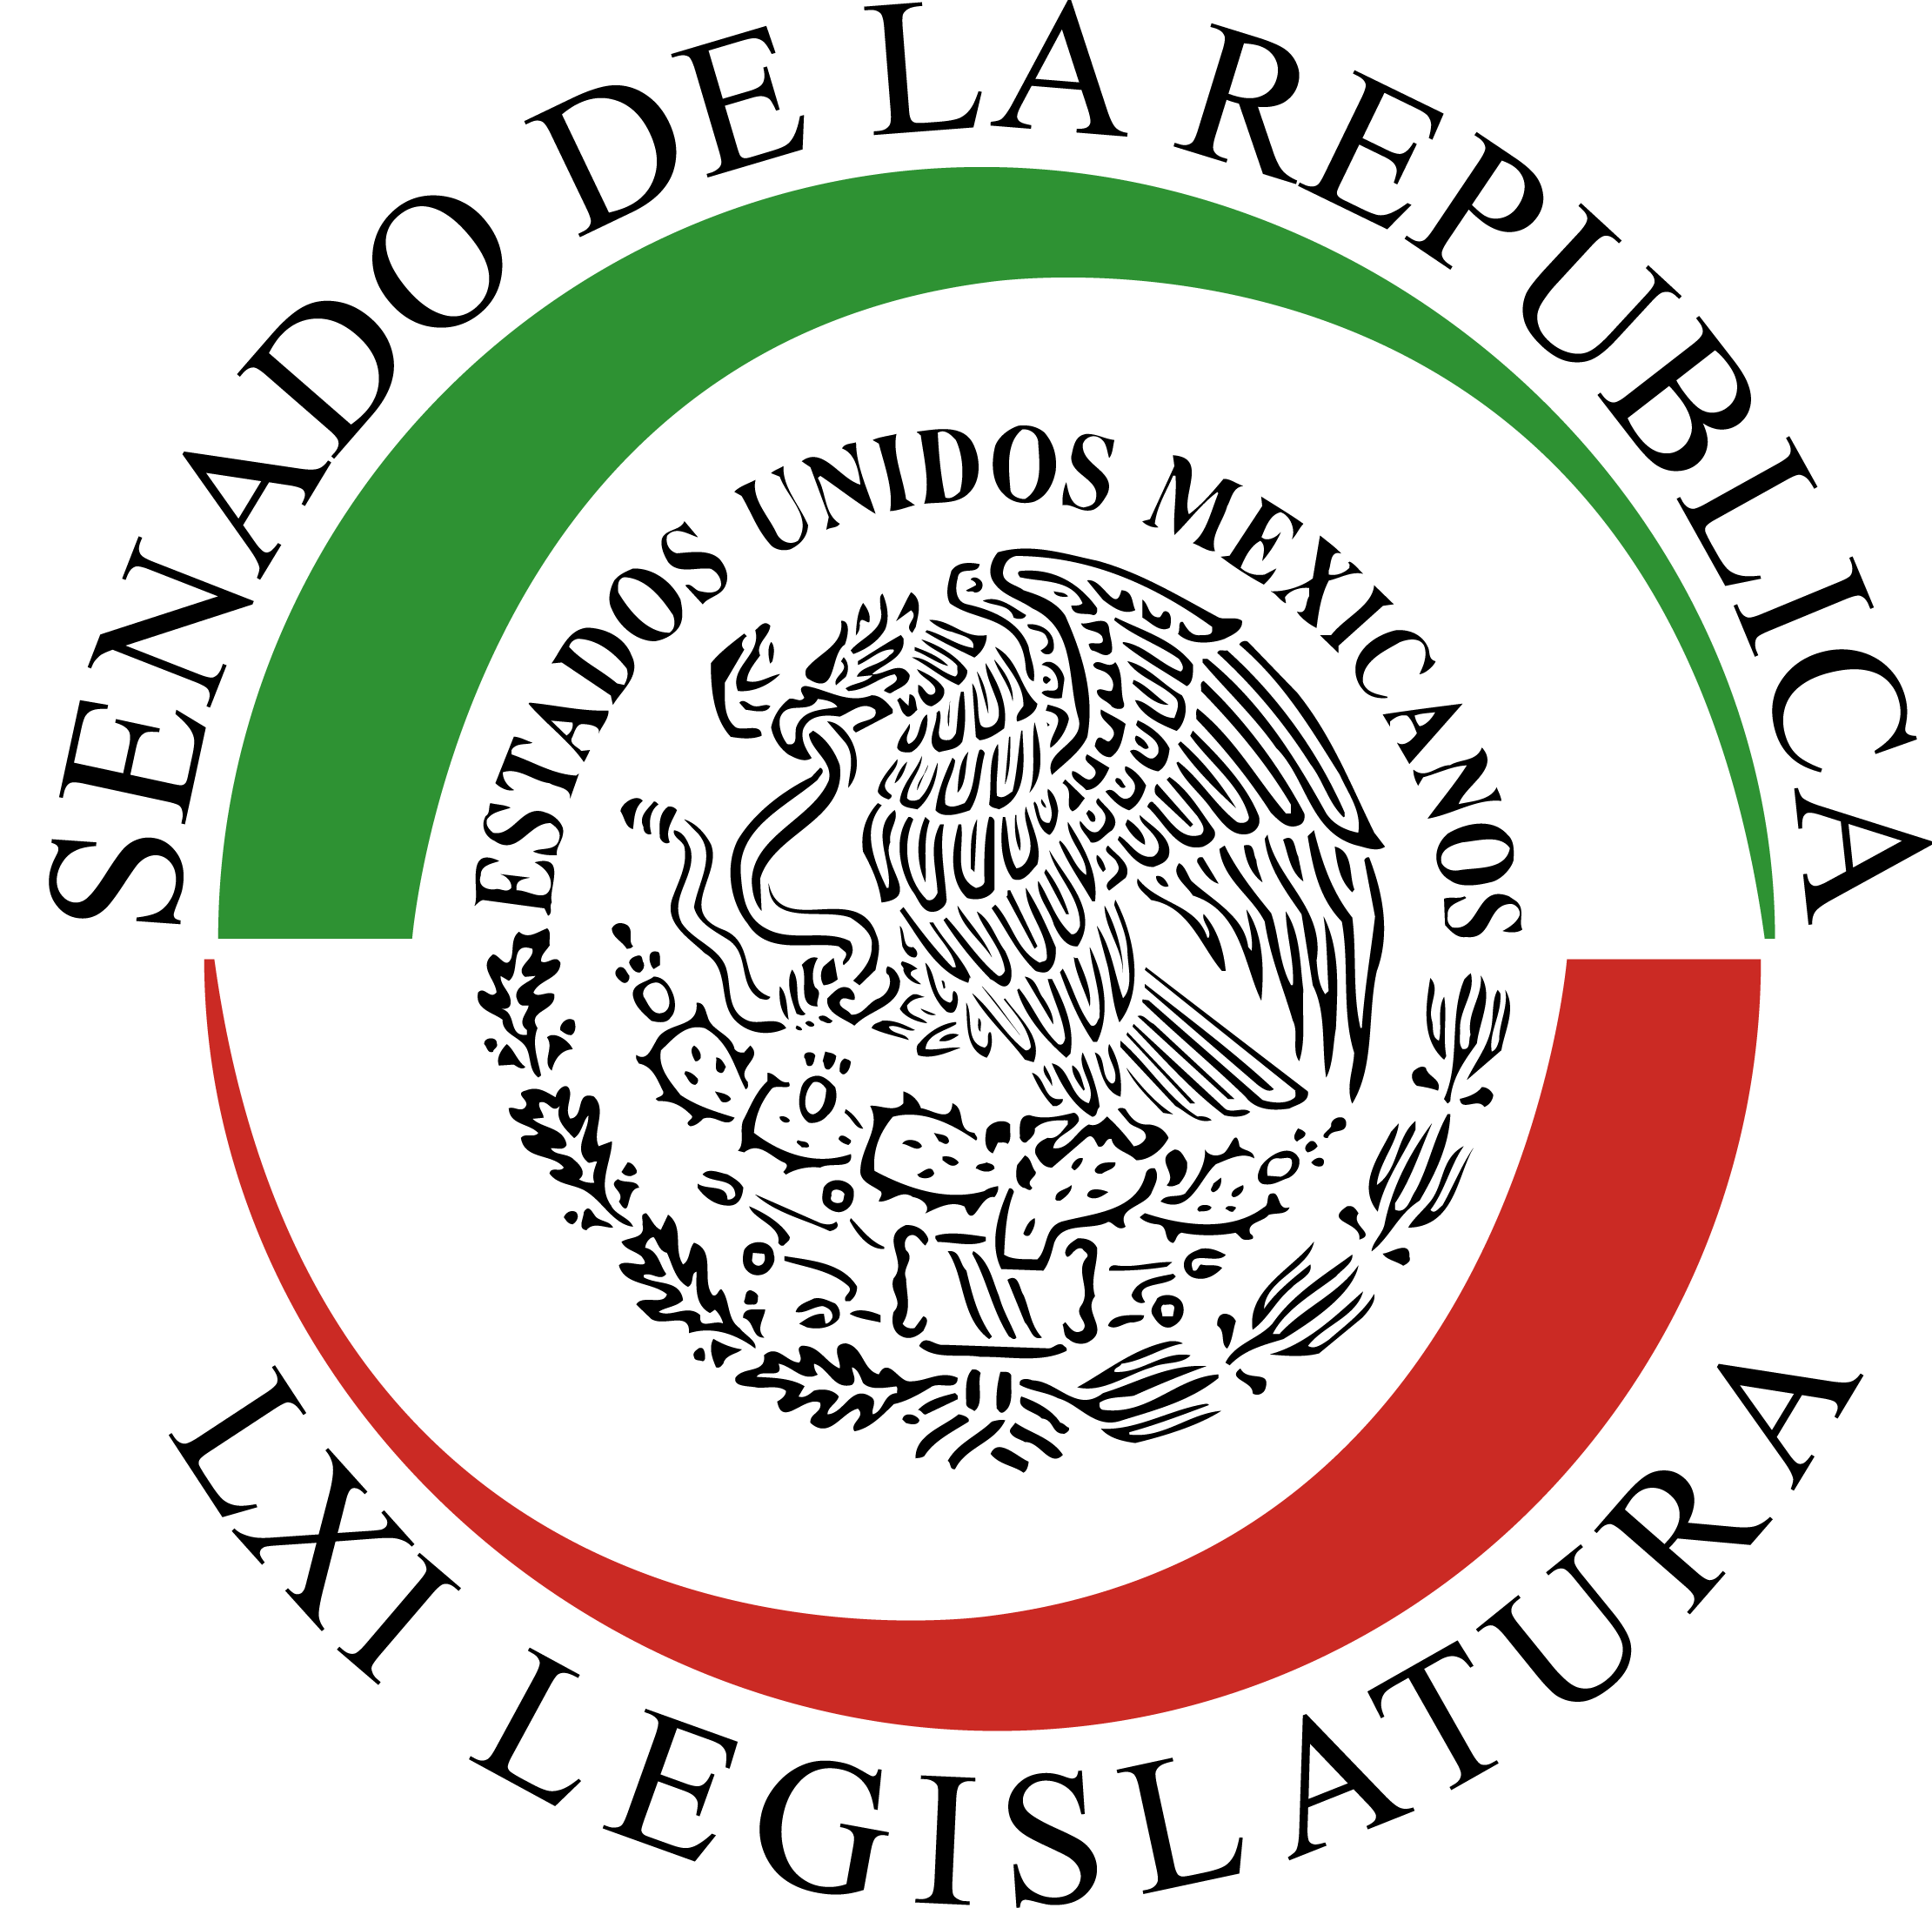 SENADO DE LA REPUBLICA
ESTADOS UNIDOS MEXICANOS
LXI LEGISLATURA